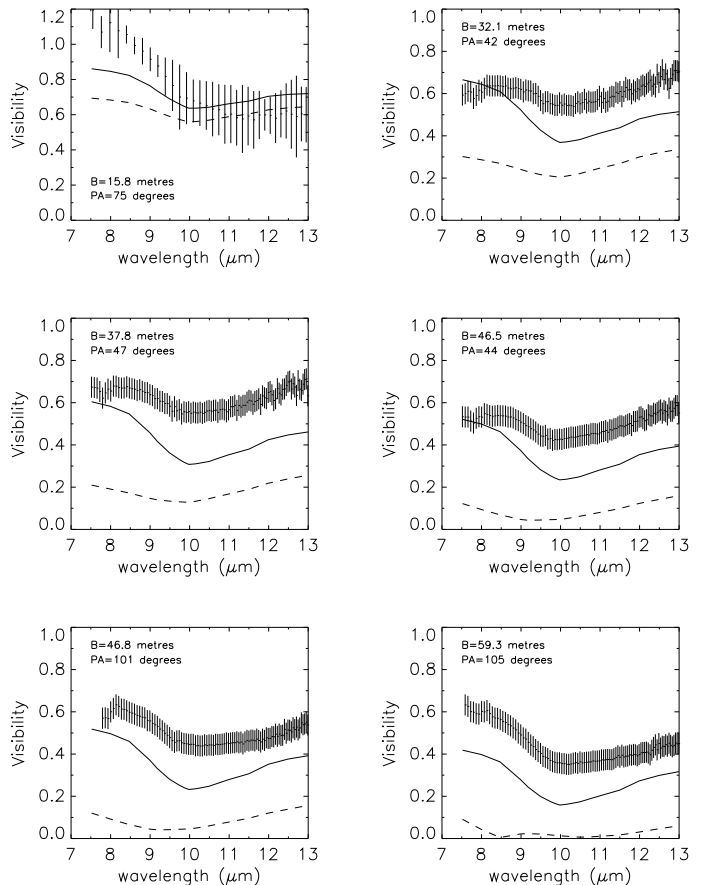 1.2
1.0
0.8
0.6
0.4
0.2
0.0
Visibility
B=15.8 metres
PA=75 degrees
7 8 9 10 11 12 13
wavelength (μm)
1.0
0.8
0.6
0.4
0.2
0.0
Visibility
B=32.1 metres
PA=42 degrees
7 8 9 10 11 12 13
wavelength (μm)
1.0
0.8
0.6
0.4
0.2
0.0
Visibility
B=37.8 metres
PA=47 degrees
7 8 9 10 11 12 13
wavelength (μm)
1.0
0.8
0.6
0.4
0.2
0.0
Visibility
B=46.5 metres
PA=44 degrees
7 8 9 10 11 12 13
wavelength (μm)
1.0
0.8
0.6
0.4
0.2
0.0
Visibility
B=46.8 metres
PA=101 degrees
7 8 9 10 11 12 13
wavelength (μm)
1.0
0.8
0.6
0.4
0.2
0.0
Visibility
B=59.3 metres
PA=105 degrees
7 8 9 10 11 12 13
wavelength (μm)